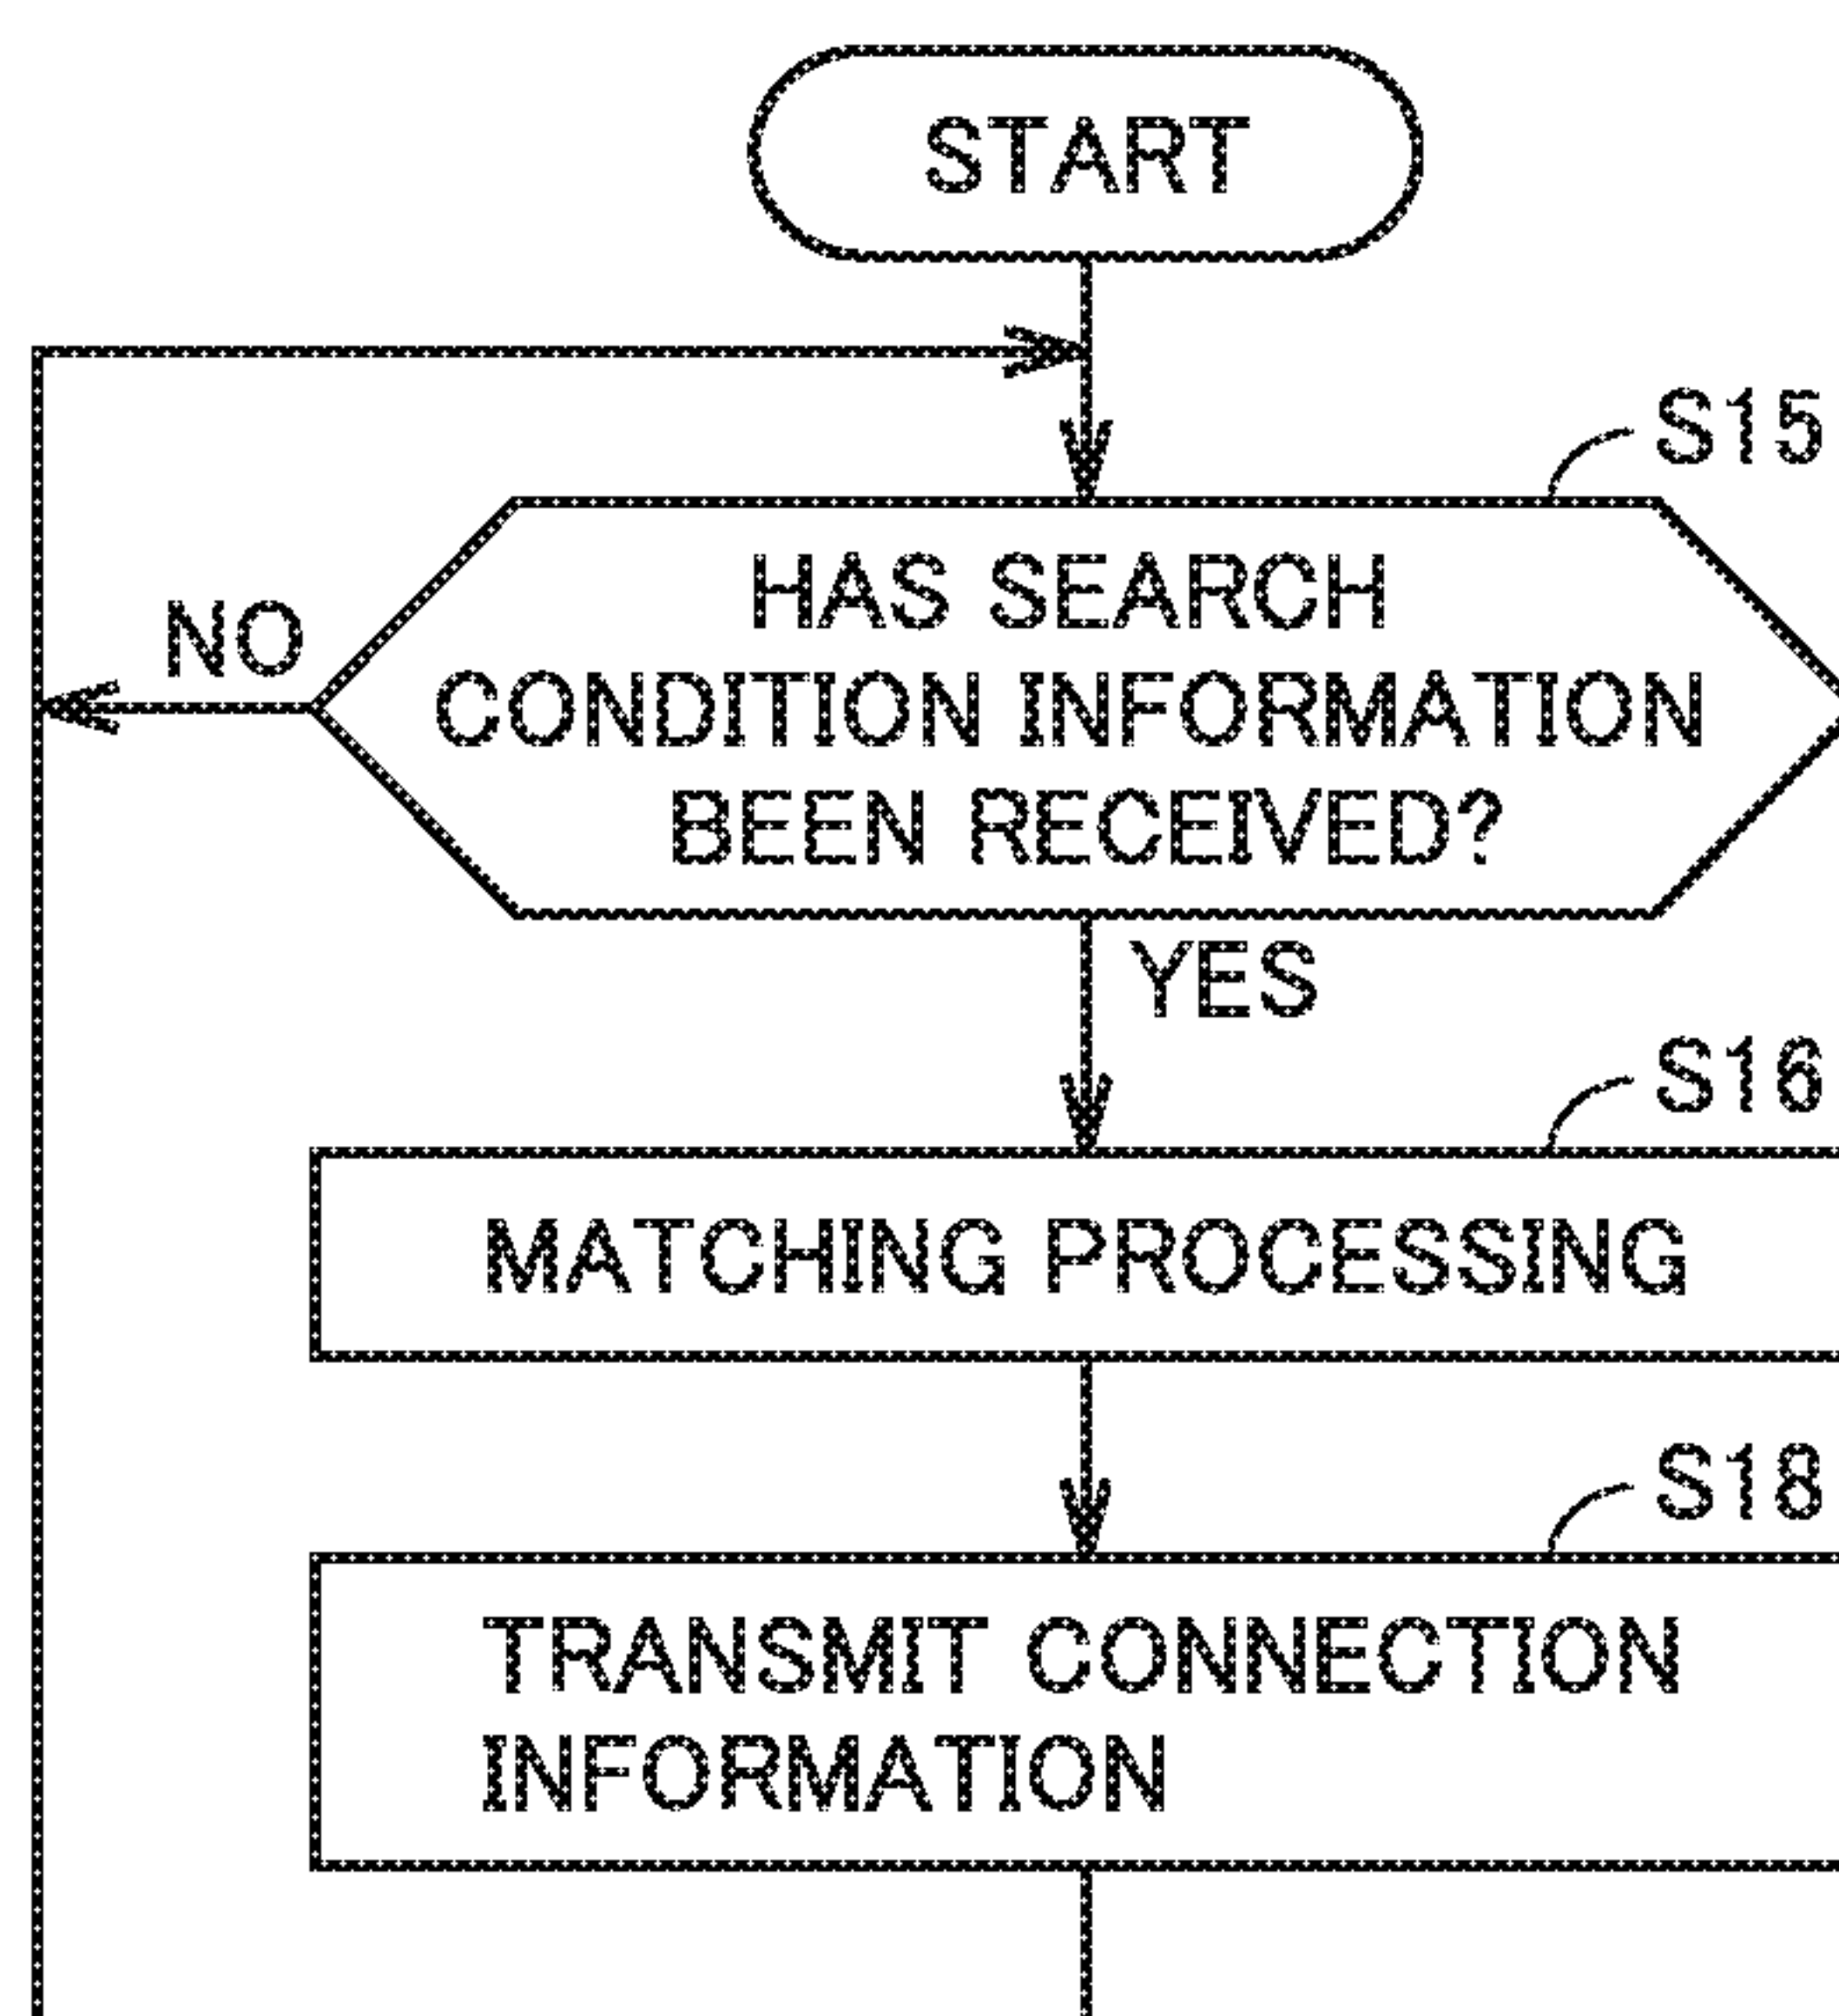 START
S15
HAS SEARCH
NO
CONDITION INFORMATION
BEEN RECEIVED?
YES
S16
MATCHING PROCESSING
S18
TRANSMIT CONNECTION
INFORMATION